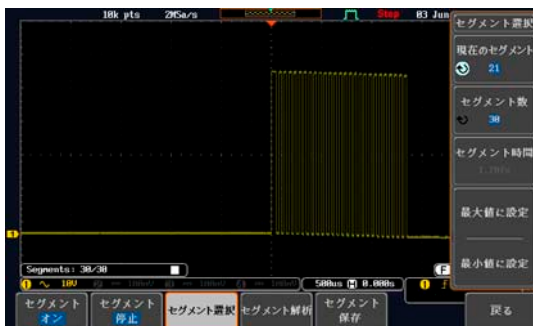 10k pts 2MSa/s Stop 03 Jun
セグメント選択
現在のセグメント
21
セグメント数
30
セグメント時間
最大値に設定
最小値に設定
1
Segments: 30/30
F
1 10V 500us H 0.000s 1
セグメント
オン
セグメント
停止
セグメント選択
セグメント解析
セグメント
保存
戻る